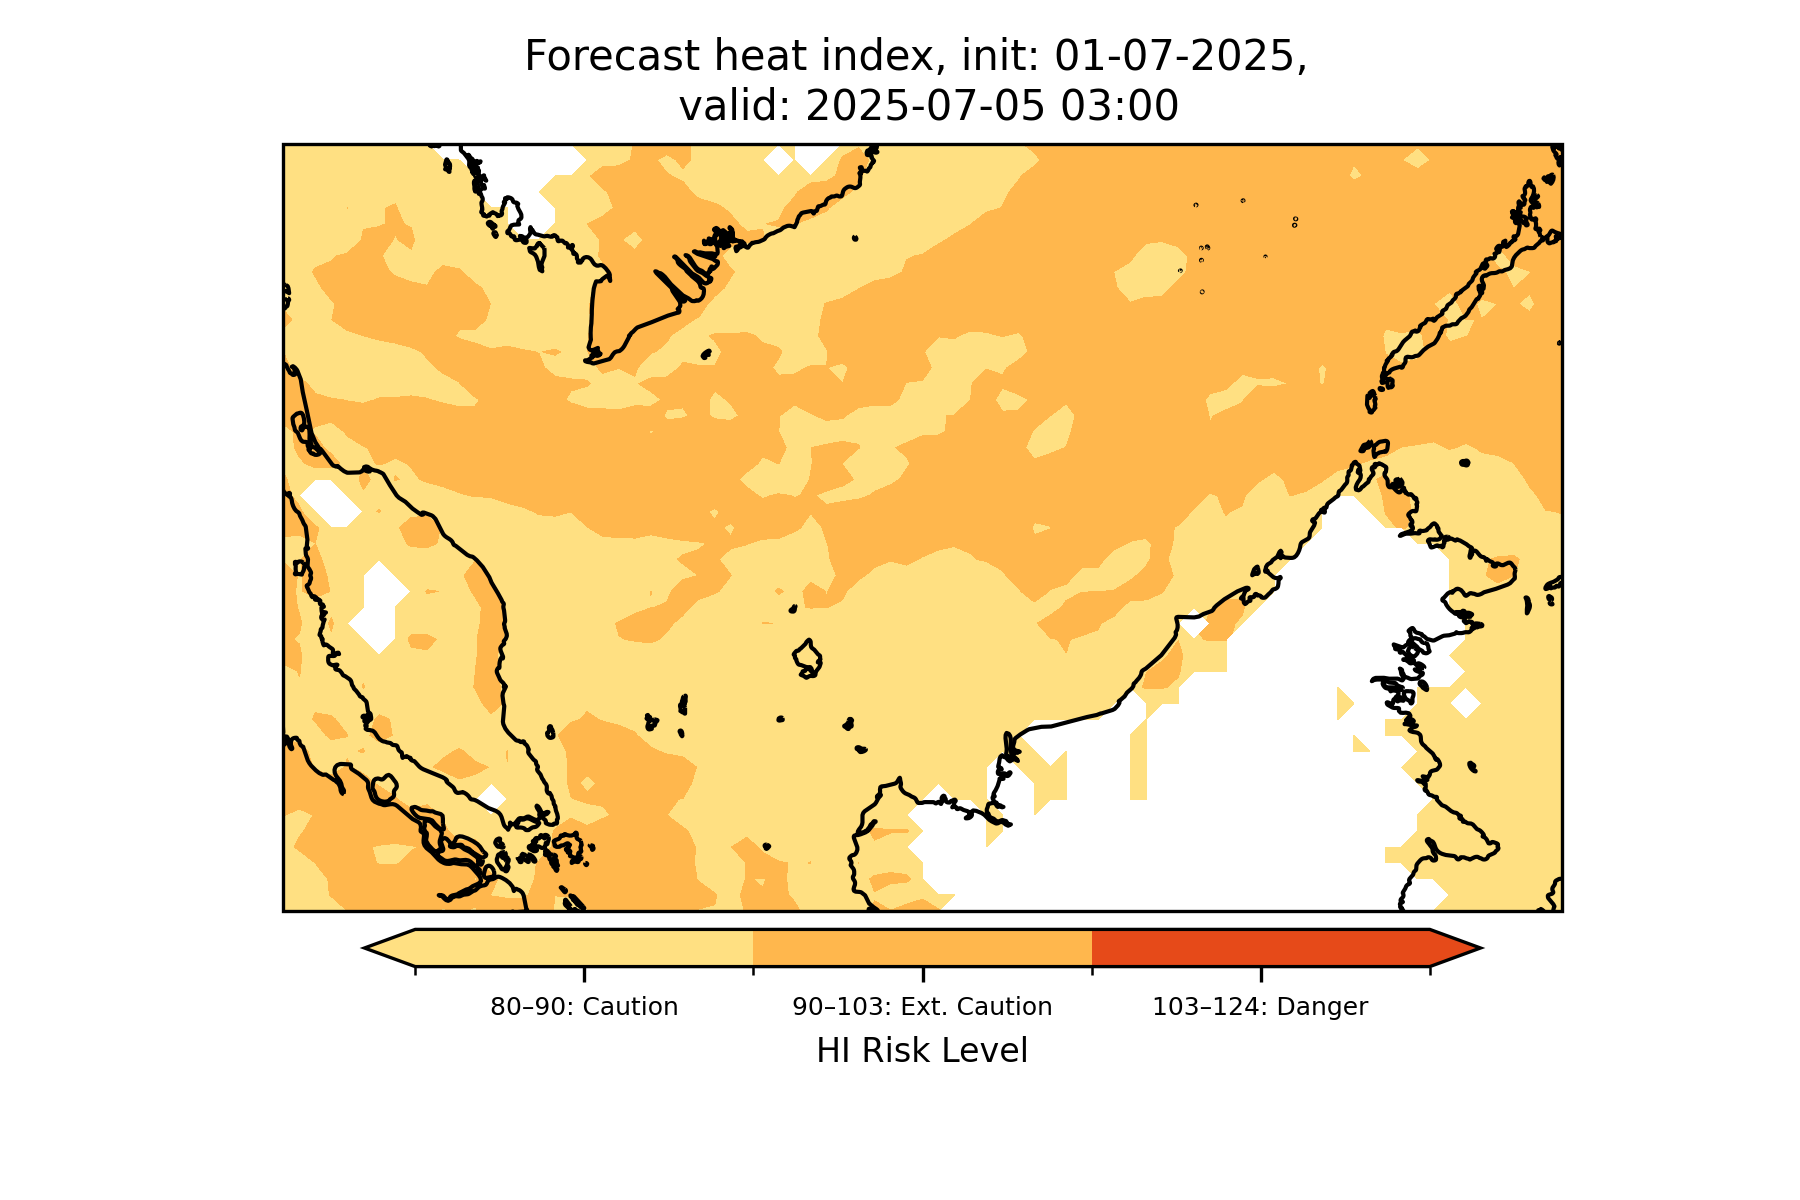 Forecast heat index, init: 01-07-2025,
valid: 2025-07-05 03:00
80–90: Caution
90–103: Ext. Caution
103–124: Danger
HI Risk Level